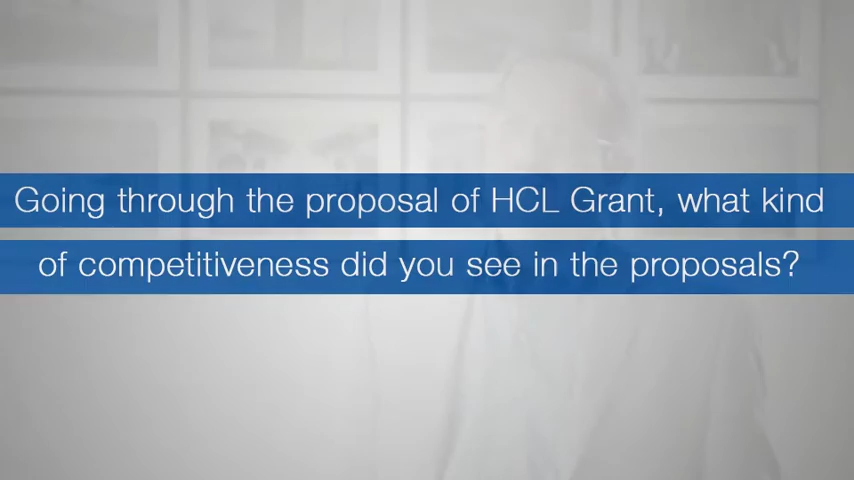 Going through the proposal of HCL Grant, what kind
of competitiveness did you see in the proposals?